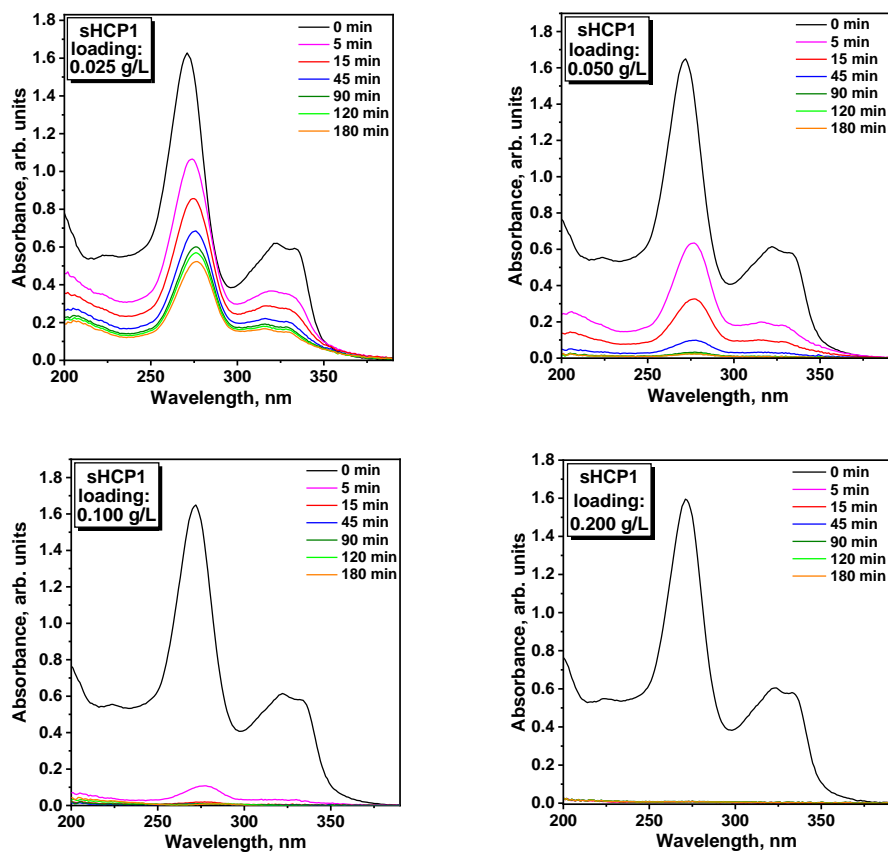 sHCP1
loading:
0.025 g/L
0 min
5 min
15 min
45 min
90 min
120 min
180 min
Absorbance, arb. units
1.8
1.6
1.4
1.2
1.0
0.8
0.6
0.4
0.2
0.0
200
250
300
350
Wavelength, nm
sHCP1
loading:
0.050 g/L
0 min
5 min
15 min
45 min
90 min
120 min
180 min
Absorbance, arb. units
1.8
1.6
1.4
1.2
1.0
0.8
0.6
0.4
0.2
0.0
200
250
300
350
Wavelength, nm
sHCP1
loading:
0.100 g/L
0 min
5 min
15 min
45 min
90 min
120 min
180 min
Absorbance, arb. units
1.8
1.6
1.4
1.2
1.0
0.8
0.6
0.4
0.2
0.0
200
250
300
350
Wavelength, nm
sHCP1
loading:
0.200 g/L
0 min
5 min
15 min
45 min
90 min
120 min
180 min
Absorbance, arb. units
1.8
1.6
1.4
1.2
1.0
0.8
0.6
0.4
0.2
0.0
200
250
300
350
Wavelength, nm